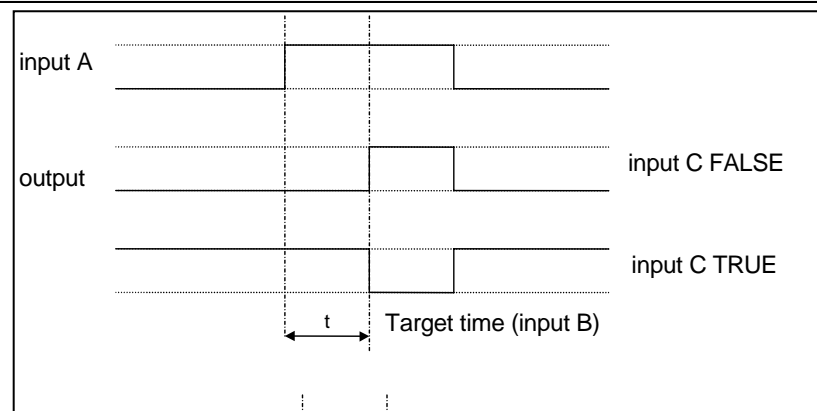 input A
output
input C FALSE
input C TRUE
t
Target time (input B)